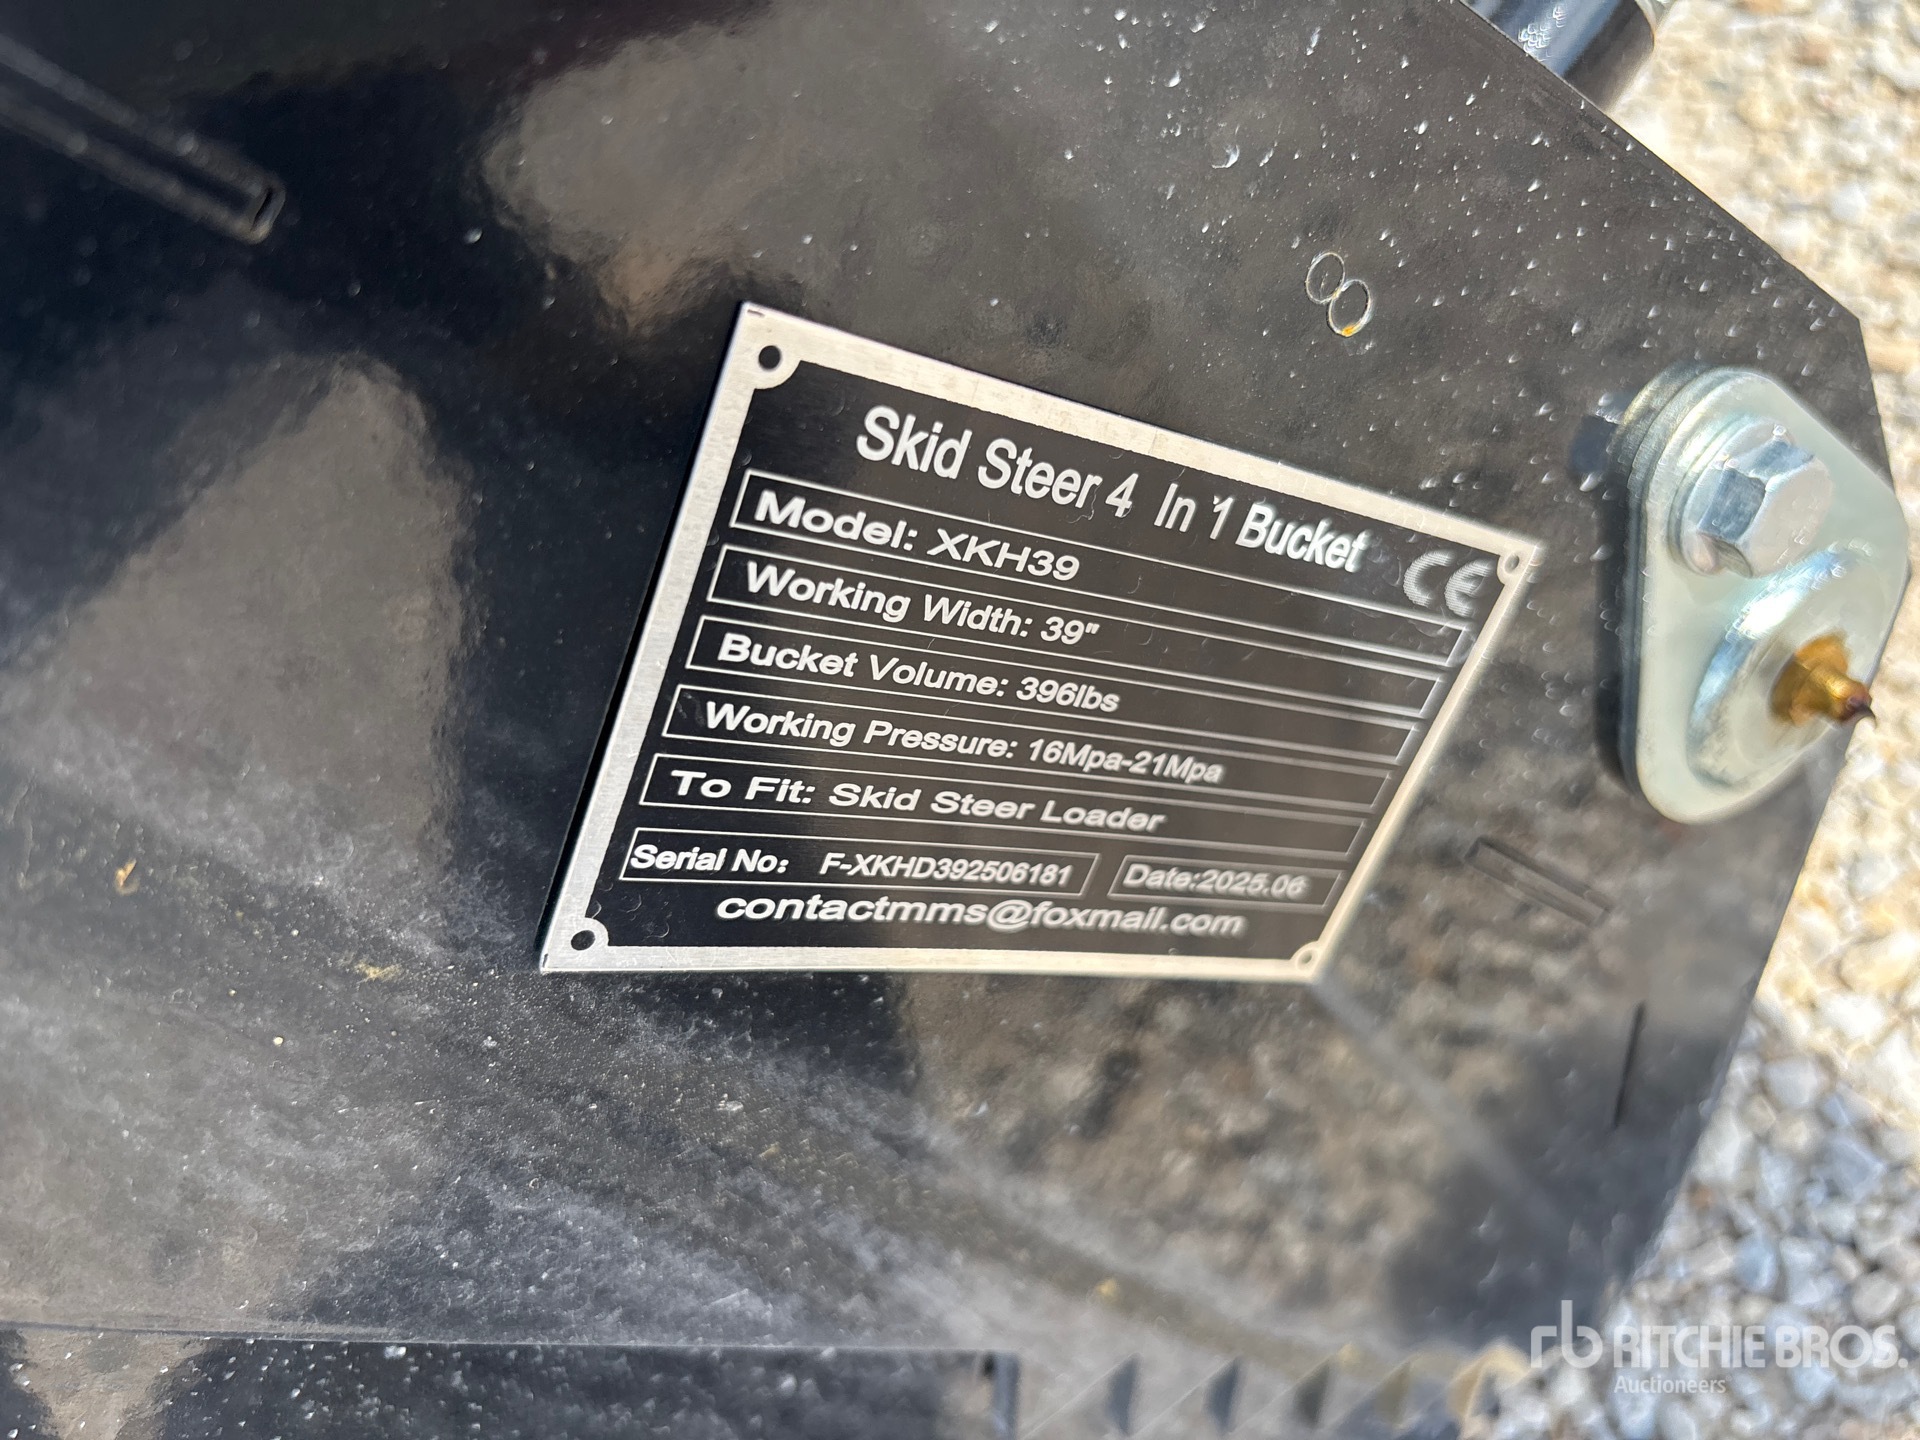 Skid Steer 4 In 1 Bucket
CE
Model: XKH39
Working Width: 39"
Bucket Volume: 396lbs
Working Pressure: 16Mpa-21Mpa
To Fit: Skid Steer Loader
Serial No: F-XKHD392506181 Date:2025.06
contactmms@foxmail.com
rb RITCHIE BROS.
Auctioneers